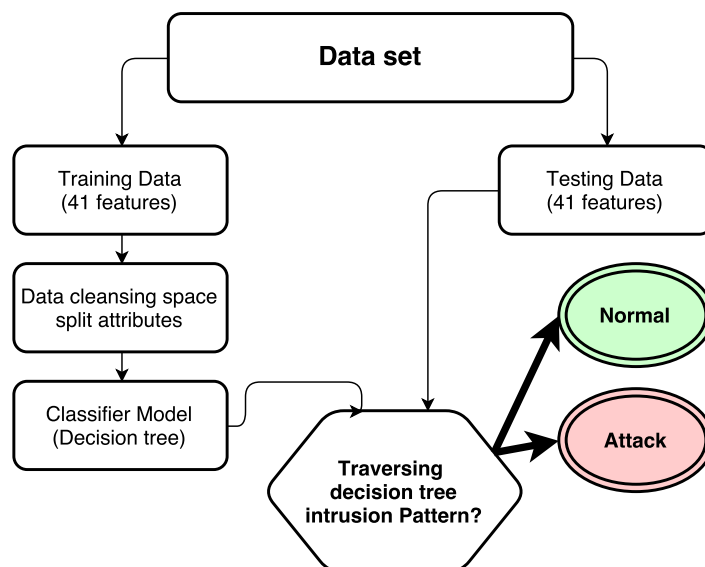 Data set
Training Data
(41 features)
Testing Data
(41 features)
Data cleansing space
split attributes
Normal
Classifier Model
(Decision tree)
Attack
Traversing
decision tree
intrusion Pattern?